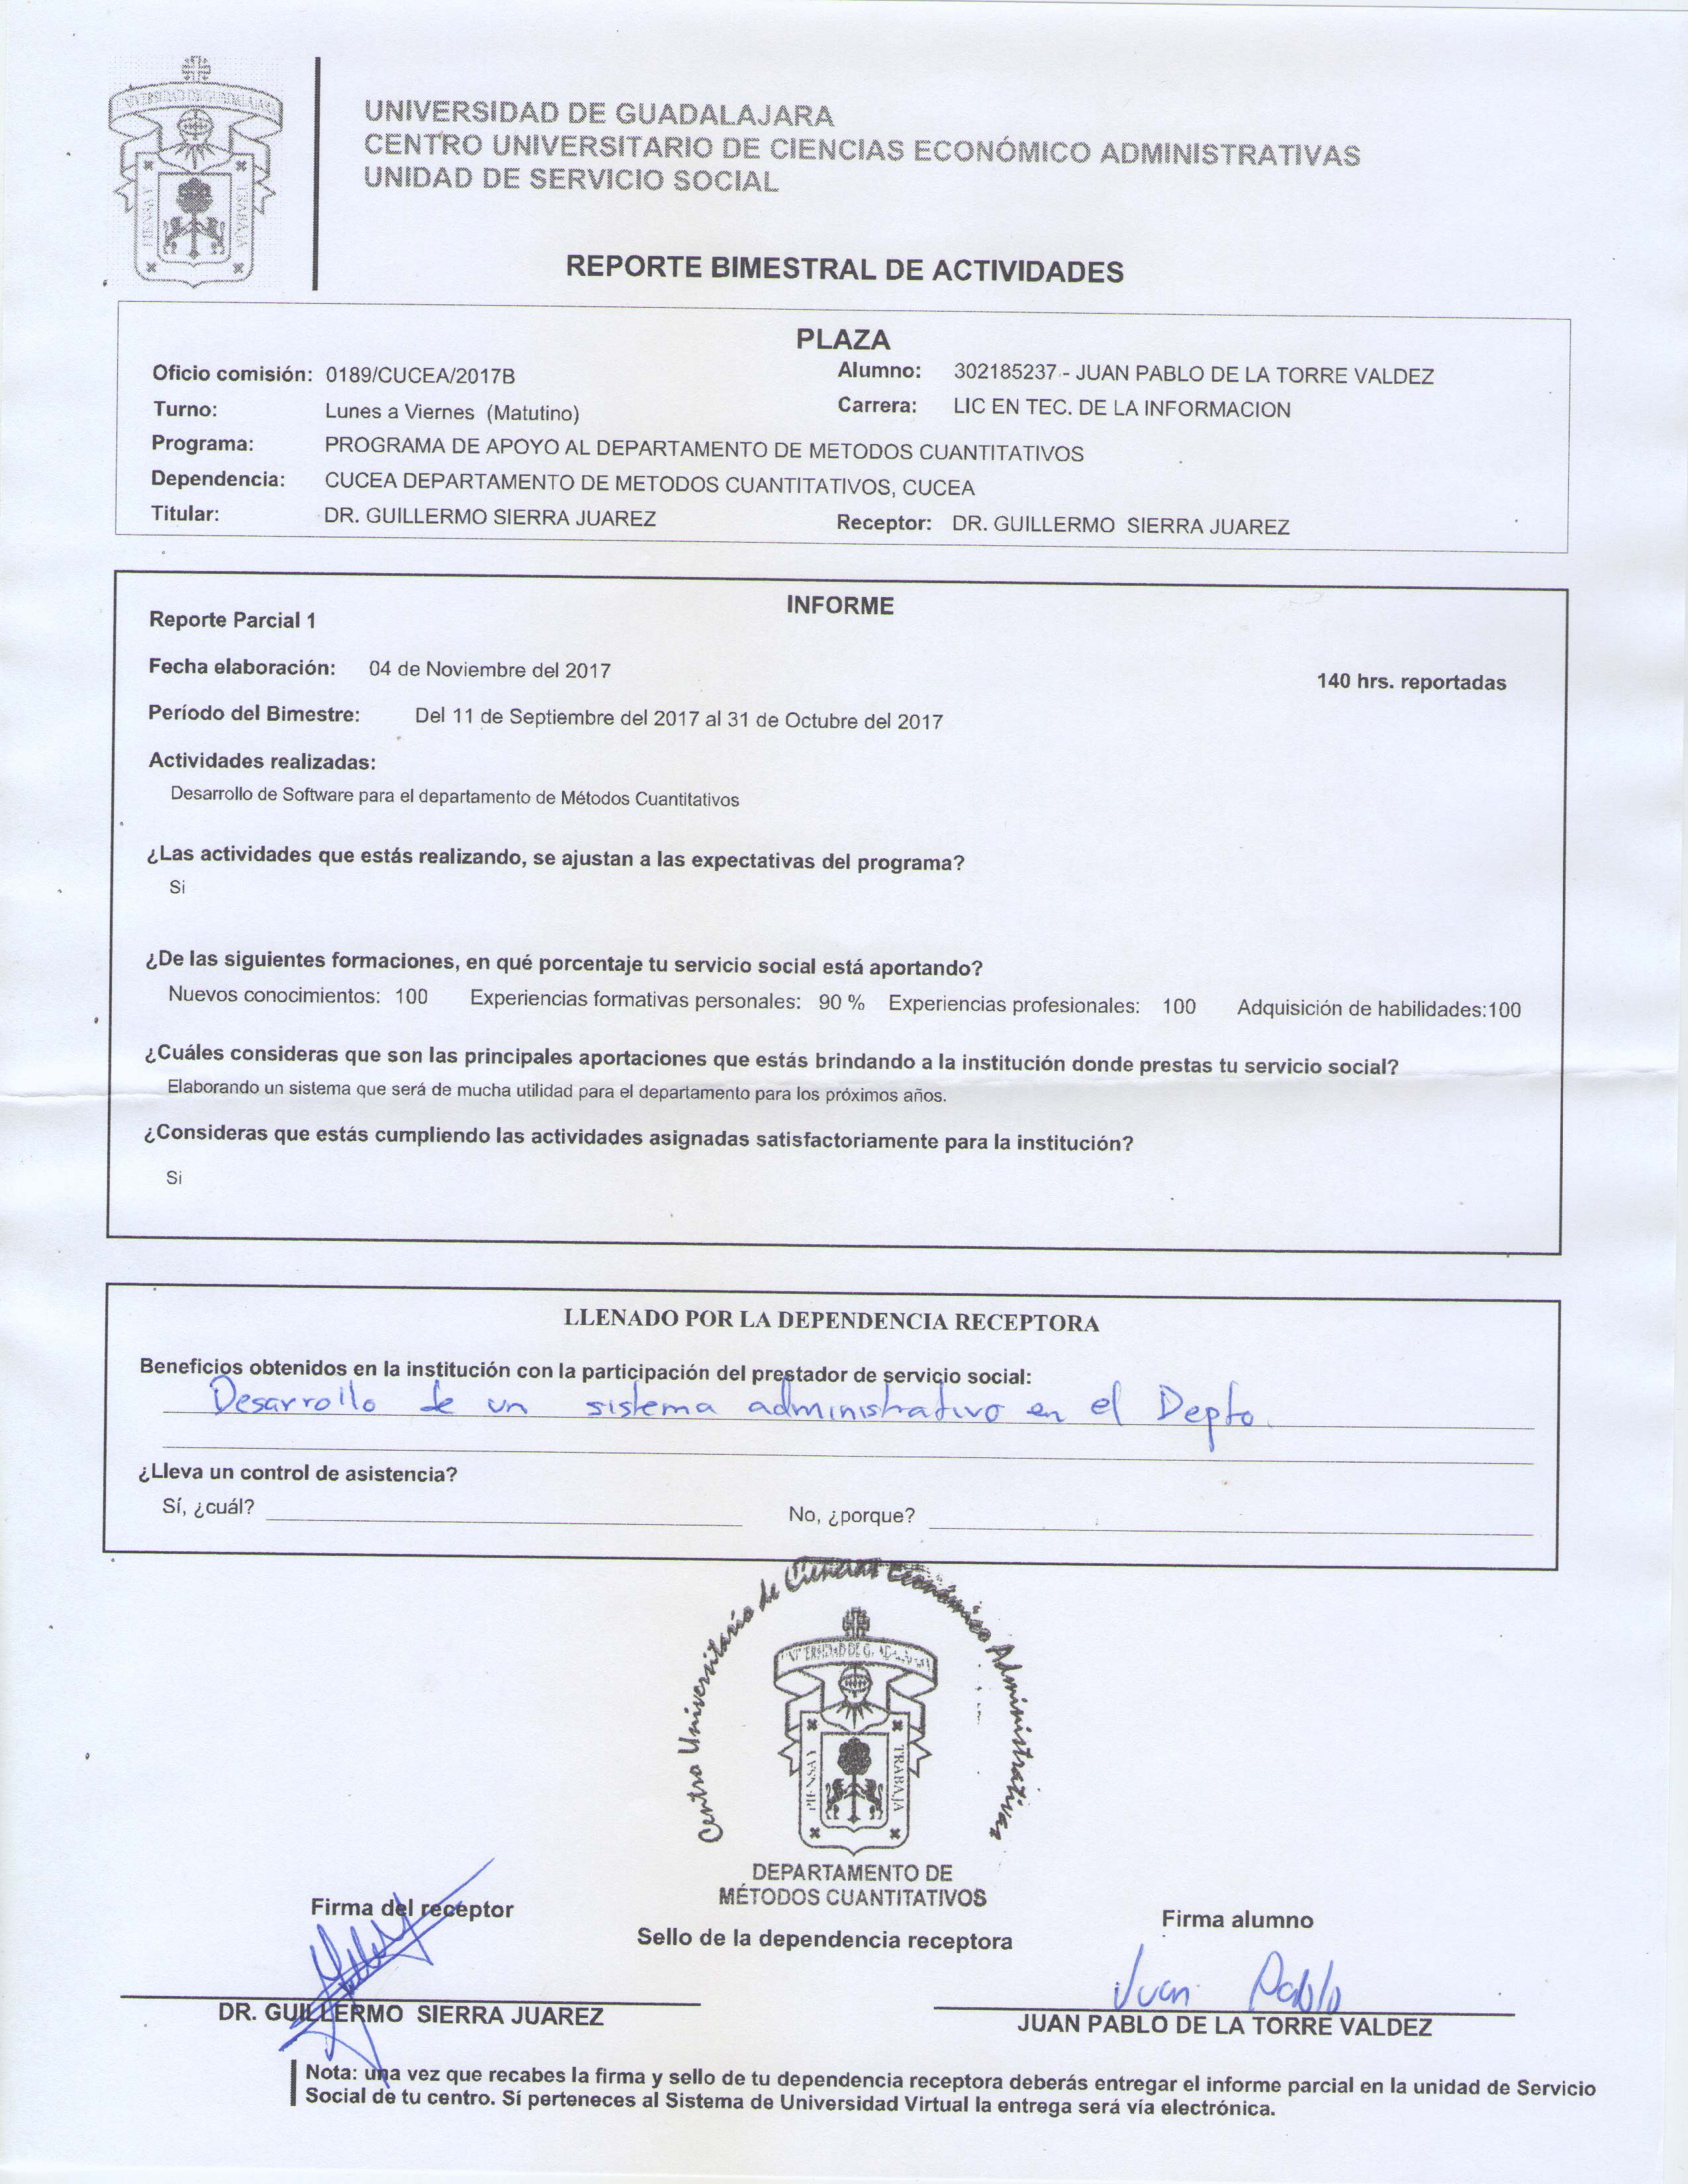 UNIVERSIDAD DE GUADALAJARA
PIENSA Y
TRABAJA
UNIVERSIDAD DE GUADALAJARA
CENTRO UNIVERSITARIO DE CIENCIAS ECONÓMICO ADMINISTRATIVAS
UNIDAD DE SERVICIO SOCIAL
REPORTE BIMESTRAL DE ACTIVIDADES
PLAZA
Oficio comisión: 0189/CUCEA/2017B Alumno: 302185237 - JUAN PABLO DE LA TORRE VALDEZ
Turno: Lunes a Viernes (Matutino) Carrera: LIC EN TEC. DE LA INFORMACION
Programa: PROGRAMA DE APOYO AL DEPARTAMENTO DE METODOS CUANTITATIVOS
Dependencia: CUCEA DEPARTAMENTO DE METODOS CUANTITATIVOS, CUCEA
Titular: DR. GUILLERMO SIERRA JUAREZ Receptor: DR. GUILLERMO SIERRA JUAREZ
INFORME
Reporte Parcial 1
Fecha elaboración: 04 de Noviembre del 2017
140 hrs. reportadas
Período del Bimestre: Del 11 de Septiembre del 2017 al 31 de Octubre del 2017
Actividades realizadas:
Desarrollo de Software para el departamento de Métodos Cuantitativos
¿Las actividades que estás realizando, se ajustan a las expectativas del programa?
Si
¿De las siguientes formaciones, en qué porcentaje tu servicio social está aportando?
Nuevos conocimientos: 100 Experiencias formativas personales: 90 % Experiencias profesionales: 100 Adquisición de habilidades:100
¿Cuáles consideras que son las principales aportaciones que estás brindando a la institución donde prestas tu servicio social?
Elaborando un sistema que será de mucha utilidad para el departamento para los próximos años.
¿Consideras que estás cumpliendo las actividades asignadas satisfactoriamente para la institución?
Si
LLENADO POR LA DEPENDENCIA RECEPTORA
Beneficios obtenidos en la institución con la participación del prestador de servicio social:
Desarrollo de un sistema administrativo en el Depto.
¿Lleva un control de asistencia?
Sí, ¿cuál? No, ¿porque?
Centro Universitario de Ciencias Económico Administrativas
UNIVERSIDAD DE GUADALAJARA
PIENSA Y
TRABAJA
DEPARTAMENTO DE
MÉTODOS CUANTITATIVOS
Firma del receptor
Sello de la dependencia receptora
Firma alumno
Juan Pablo
DR. GUILLERMO SIERRA JUAREZ
JUAN PABLO DE LA TORRE VALDEZ
Nota: una vez que recabes la firma y sello de tu dependencia receptora deberás entregar el informe parcial en la unidad de Servicio
Social de tu centro. Sí perteneces al Sistema de Universidad Virtual la entrega será vía electrónica.